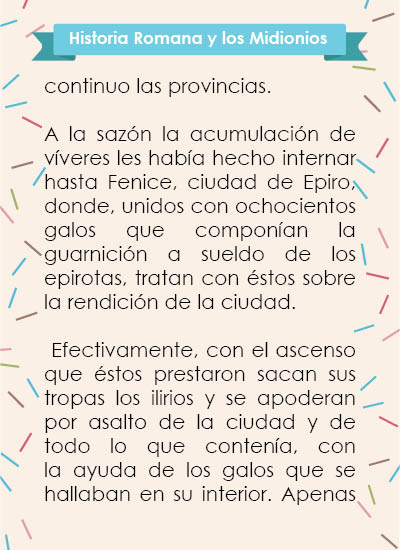 Historia Romana y los Midionios
continuo las provincias.
A la sazón la acumulación de
víveres les había hecho internar
hasta Fenice, ciudad de Epiro,
donde, unidos con ochocientos
galos que componían la
guarnición a sueldo de los
epirotas, tratan con éstos sobre
la rendición de la ciudad.
Efectivamente, con el ascenso
que éstos prestaron sacan sus
tropas los ilirios y se apoderan
por asalto de la ciudad y de
todo lo que contenía, con
la ayuda de los galos que se
hallaban en su interior. Apenas